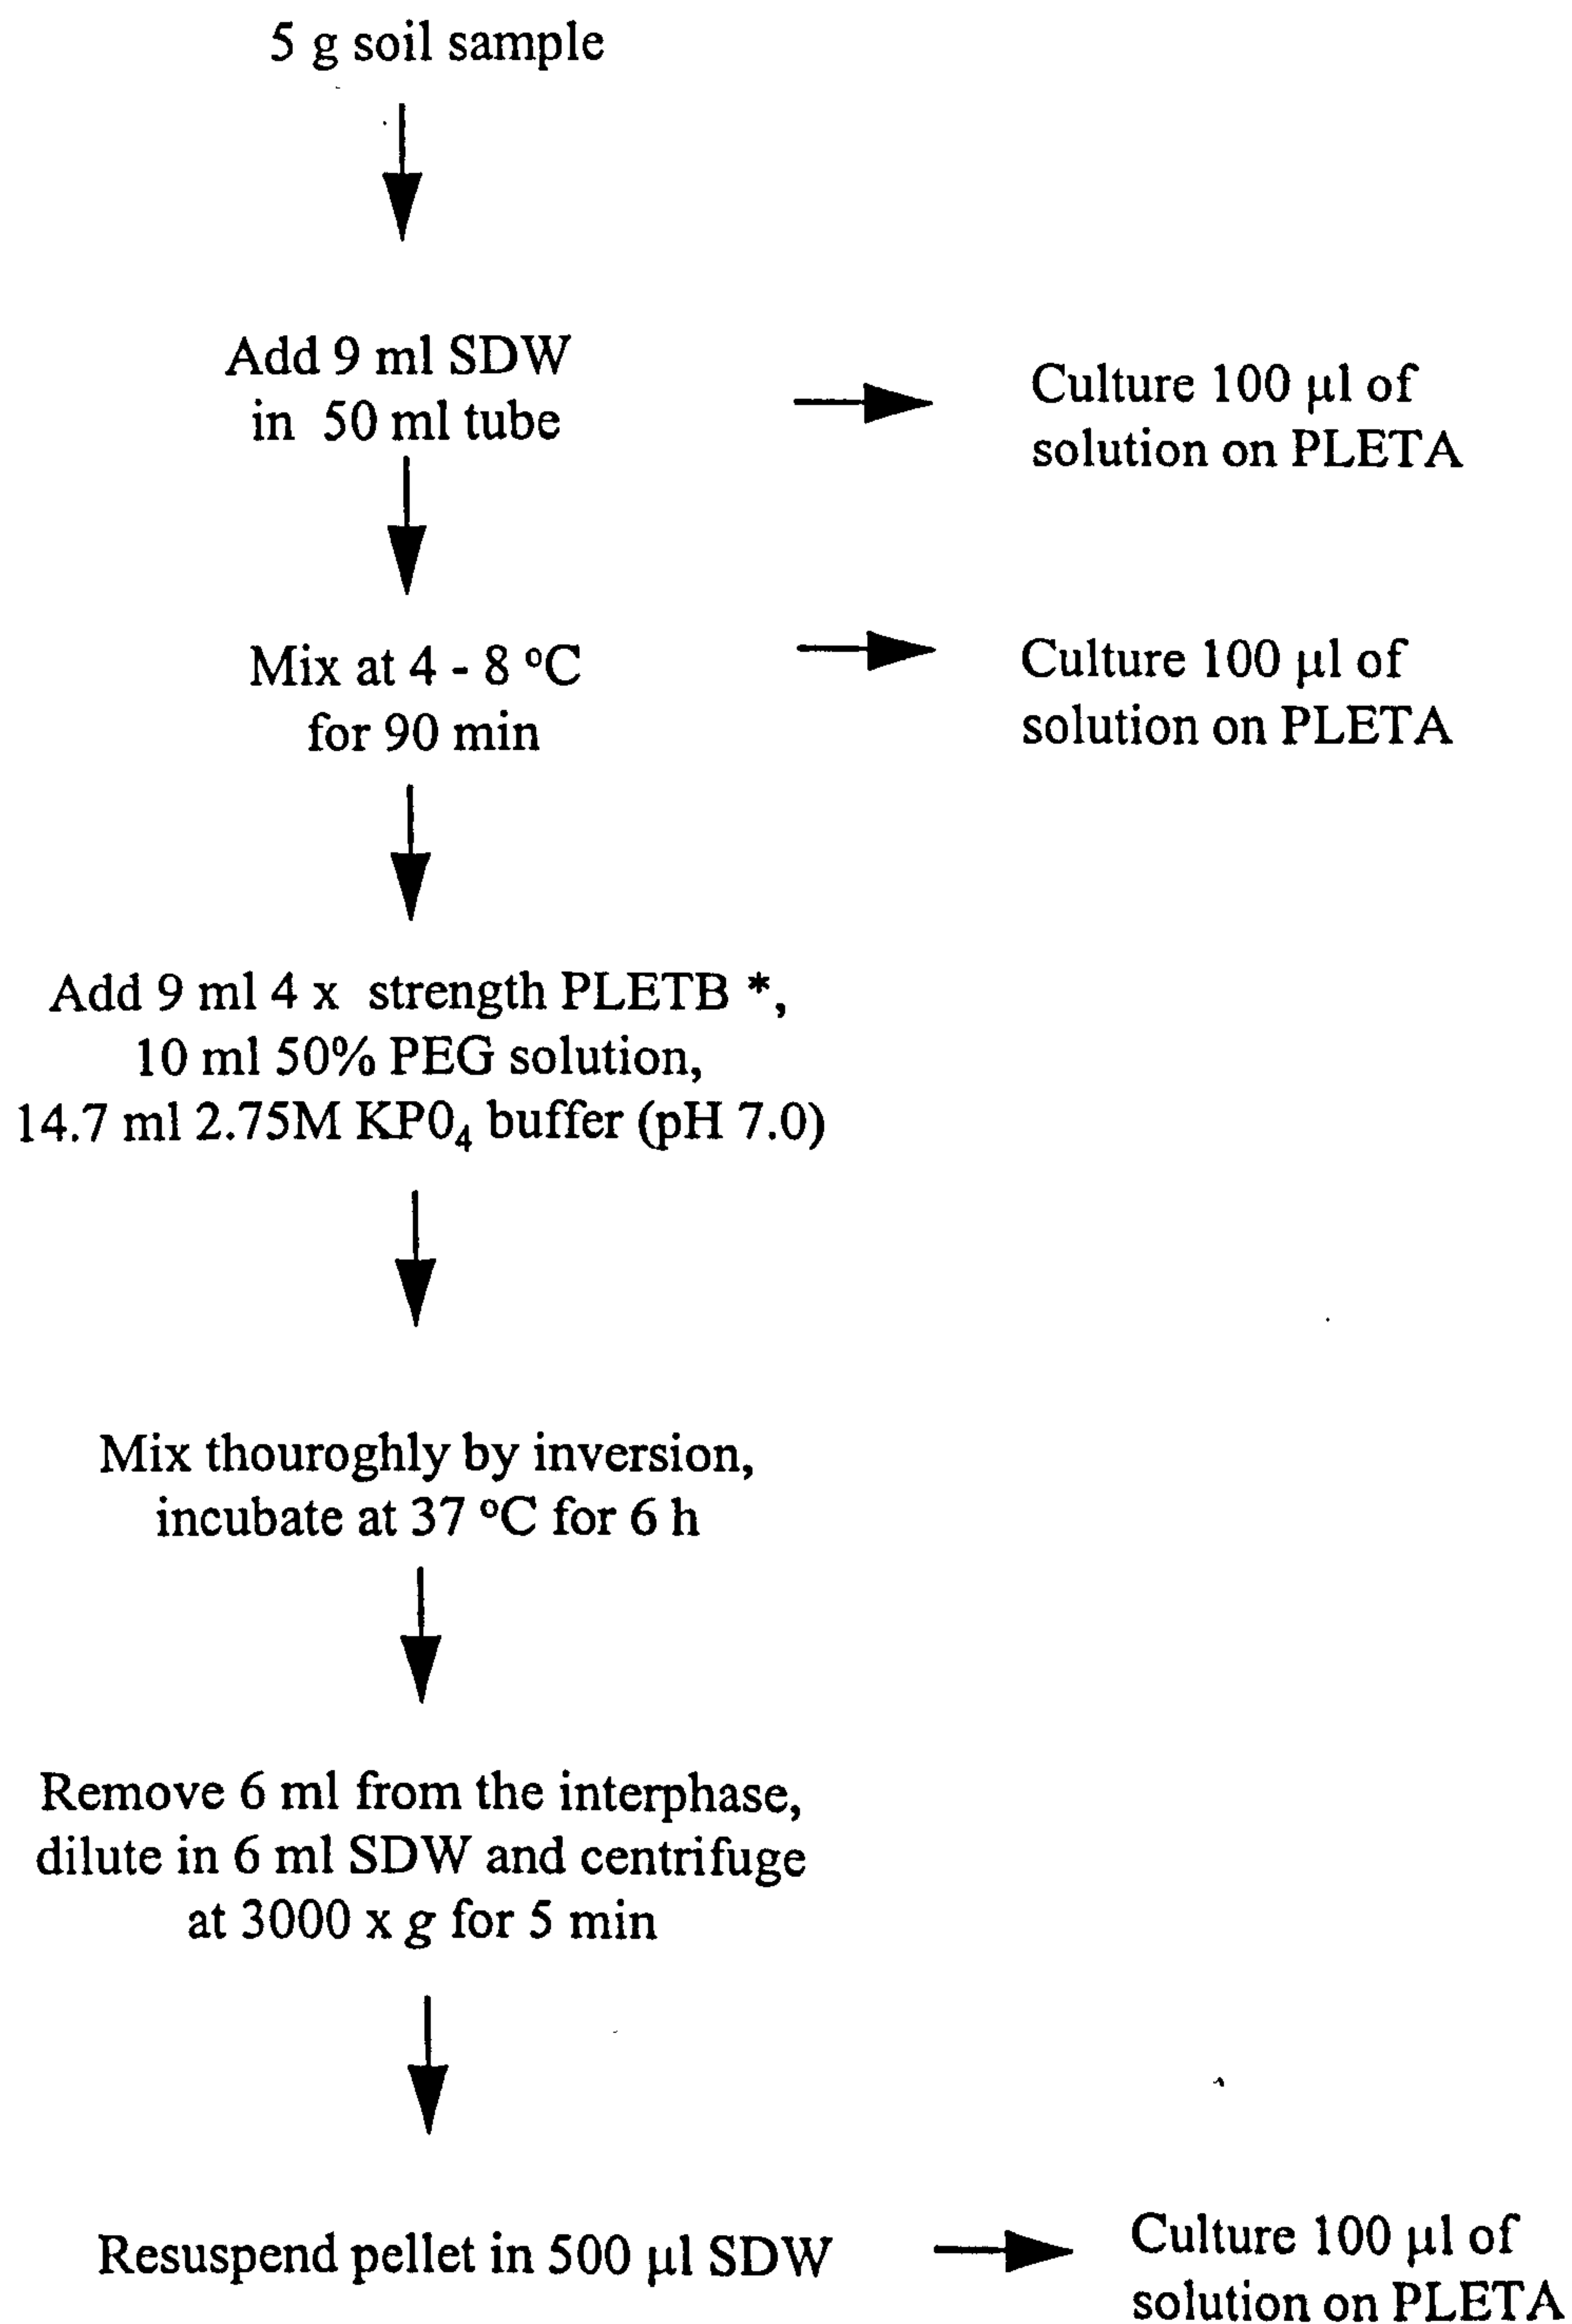 5 g soil sample
Add 9 ml SDW
in 50 ml tube
Culture 100 µl of
solution on PLETA
Mix at 4 - 8 °C
for 90 min
Culture 100 µl of
solution on PLETA
Add 9 ml 4 x strength PLETB *,
10 ml 50% PEG solution,
14.7 ml 2.75M KP0₄ buffer (pH 7.0)
Mix thouroghly by inversion,
incubate at 37 °C for 6 h
Remove 6 ml from the interphase,
dilute in 6 ml SDW and centrifuge
at 3000 x g for 5 min
Resuspend pellet in 500 µl SDW
Culture 100 µl of
solution on PLETA